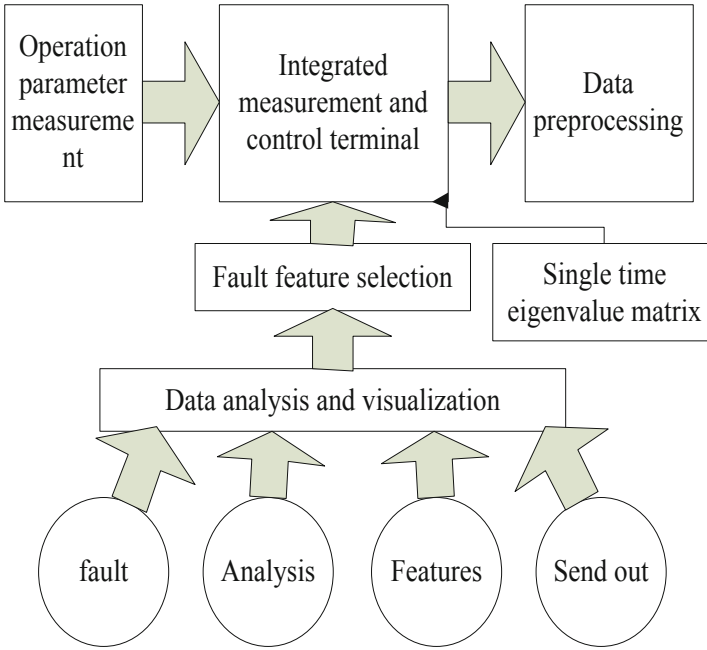 Operation
parameter
measureme
nt
Integrated
measurement and
control terminal
Data
preprocessing
Fault feature selection
Single time
eigenvalue matrix
Data analysis and visualization
fault
Analysis
Features
Send out